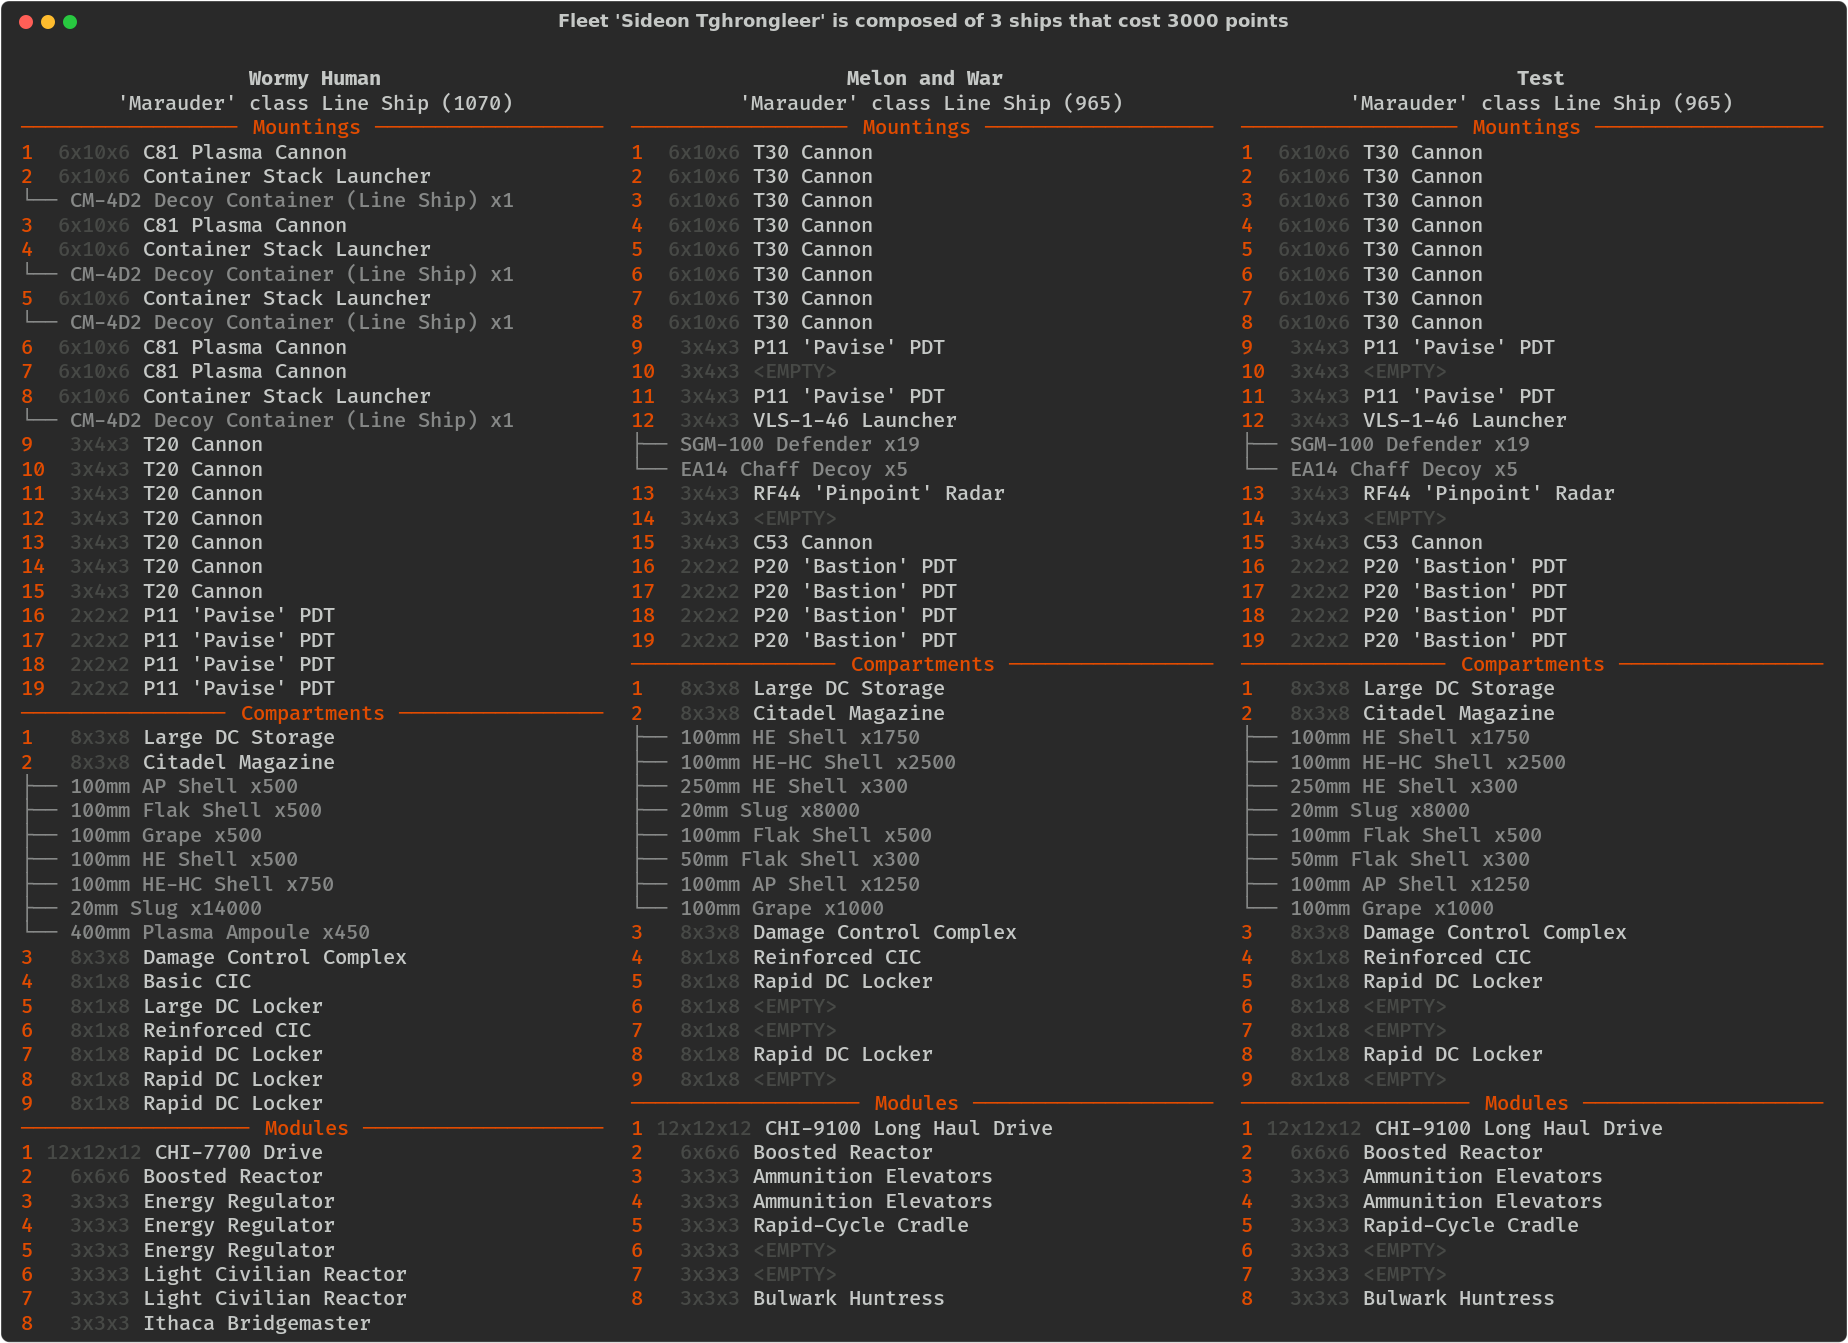 Fleet 'Sideon Tghrongleer' is composed of 3 ships that cost 3000 points
Wormy Human
'Marauder' class Line Ship (1070)
Mountings
1 6x10x6 C81 Plasma Cannon
2 6x10x6 Container Stack Launcher
CM-4D2 Decoy Container (Line Ship) x1
3 6x10x6 C81 Plasma Cannon
4 6x10x6 Container Stack Launcher
CM-4D2 Decoy Container (Line Ship) x1
5 6x10x6 Container Stack Launcher
CM-4D2 Decoy Container (Line Ship) x1
6 6x10x6 C81 Plasma Cannon
7 6x10x6 C81 Plasma Cannon
8 6x10x6 Container Stack Launcher
CM-4D2 Decoy Container (Line Ship) x1
9 3x4x3 T20 Cannon
10 3x4x3 T20 Cannon
11 3x4x3 T20 Cannon
12 3x4x3 T20 Cannon
13 3x4x3 T20 Cannon
14 3x4x3 T20 Cannon
15 3x4x3 T20 Cannon
16 2x2x2 P11 'Pavise' PDT
17 2x2x2 P11 'Pavise' PDT
18 2x2x2 P11 'Pavise' PDT
19 2x2x2 P11 'Pavise' PDT
Compartments
1 8x3x8 Large DC Storage
2 8x3x8 Citadel Magazine
100mm AP Shell x500
100mm Flak Shell x500
100mm Grape x500
100mm HE Shell x500
100mm HE-HC Shell x750
20mm Slug x14000
400mm Plasma Ampoule x450
3 8x3x8 Damage Control Complex
4 8x1x8 Basic CIC
5 8x1x8 Large DC Locker
6 8x1x8 Reinforced CIC
7 8x1x8 Rapid DC Locker
8 8x1x8 Rapid DC Locker
9 8x1x8 Rapid DC Locker
Modules
1 12x12x12 CHI-7700 Drive
2 6x6x6 Boosted Reactor
3 3x3x3 Energy Regulator
4 3x3x3 Energy Regulator
5 3x3x3 Energy Regulator
6 3x3x3 Light Civilian Reactor
7 3x3x3 Light Civilian Reactor
8 3x3x3 Ithaca Bridgemaster
Melon and War
'Marauder' class Line Ship (965)
Mountings
1 6x10x6 T30 Cannon
2 6x10x6 T30 Cannon
3 6x10x6 T30 Cannon
4 6x10x6 T30 Cannon
5 6x10x6 T30 Cannon
6 6x10x6 T30 Cannon
7 6x10x6 T30 Cannon
8 6x10x6 T30 Cannon
9 3x4x3 P11 'Pavise' PDT
10 3x4x3 <EMPTY>
11 3x4x3 P11 'Pavise' PDT
12 3x4x3 VLS-1-46 Launcher
SGM-100 Defender x19
EA14 Chaff Decoy x5
13 3x4x3 RF44 'Pinpoint' Radar
14 3x4x3 <EMPTY>
15 3x4x3 C53 Cannon
16 2x2x2 P20 'Bastion' PDT
17 2x2x2 P20 'Bastion' PDT
18 2x2x2 P20 'Bastion' PDT
19 2x2x2 P20 'Bastion' PDT
Compartments
1 8x3x8 Large DC Storage
2 8x3x8 Citadel Magazine
100mm HE Shell x1750
100mm HE-HC Shell x2500
250mm HE Shell x300
20mm Slug x8000
100mm Flak Shell x500
50mm Flak Shell x300
100mm AP Shell x1250
100mm Grape x1000
3 8x3x8 Damage Control Complex
4 8x1x8 Reinforced CIC
5 8x1x8 Rapid DC Locker
6 8x1x8 <EMPTY>
7 8x1x8 <EMPTY>
8 8x1x8 Rapid DC Locker
9 8x1x8 <EMPTY>
Modules
1 12x12x12 CHI-9100 Long Haul Drive
2 6x6x6 Boosted Reactor
3 3x3x3 Ammunition Elevators
4 3x3x3 Ammunition Elevators
5 3x3x3 Rapid-Cycle Cradle
6 3x3x3 <EMPTY>
7 3x3x3 <EMPTY>
8 3x3x3 Bulwark Huntress
Test
'Marauder' class Line Ship (965)
Mountings
1 6x10x6 T30 Cannon
2 6x10x6 T30 Cannon
3 6x10x6 T30 Cannon
4 6x10x6 T30 Cannon
5 6x10x6 T30 Cannon
6 6x10x6 T30 Cannon
7 6x10x6 T30 Cannon
8 6x10x6 T30 Cannon
9 3x4x3 P11 'Pavise' PDT
10 3x4x3 <EMPTY>
11 3x4x3 P11 'Pavise' PDT
12 3x4x3 VLS-1-46 Launcher
SGM-100 Defender x19
EA14 Chaff Decoy x5
13 3x4x3 RF44 'Pinpoint' Radar
14 3x4x3 <EMPTY>
15 3x4x3 C53 Cannon
16 2x2x2 P20 'Bastion' PDT
17 2x2x2 P20 'Bastion' PDT
18 2x2x2 P20 'Bastion' PDT
19 2x2x2 P20 'Bastion' PDT
Compartments
1 8x3x8 Large DC Storage
2 8x3x8 Citadel Magazine
100mm HE Shell x1750
100mm HE-HC Shell x2500
250mm HE Shell x300
20mm Slug x8000
100mm Flak Shell x500
50mm Flak Shell x300
100mm AP Shell x1250
100mm Grape x1000
3 8x3x8 Damage Control Complex
4 8x1x8 Reinforced CIC
5 8x1x8 Rapid DC Locker
6 8x1x8 <EMPTY>
7 8x1x8 <EMPTY>
8 8x1x8 Rapid DC Locker
9 8x1x8 <EMPTY>
Modules
1 12x12x12 CHI-9100 Long Haul Drive
2 6x6x6 Boosted Reactor
3 3x3x3 Ammunition Elevators
4 3x3x3 Ammunition Elevators
5 3x3x3 Rapid-Cycle Cradle
6 3x3x3 <EMPTY>
7 3x3x3 <EMPTY>
8 3x3x3 Bulwark Huntress